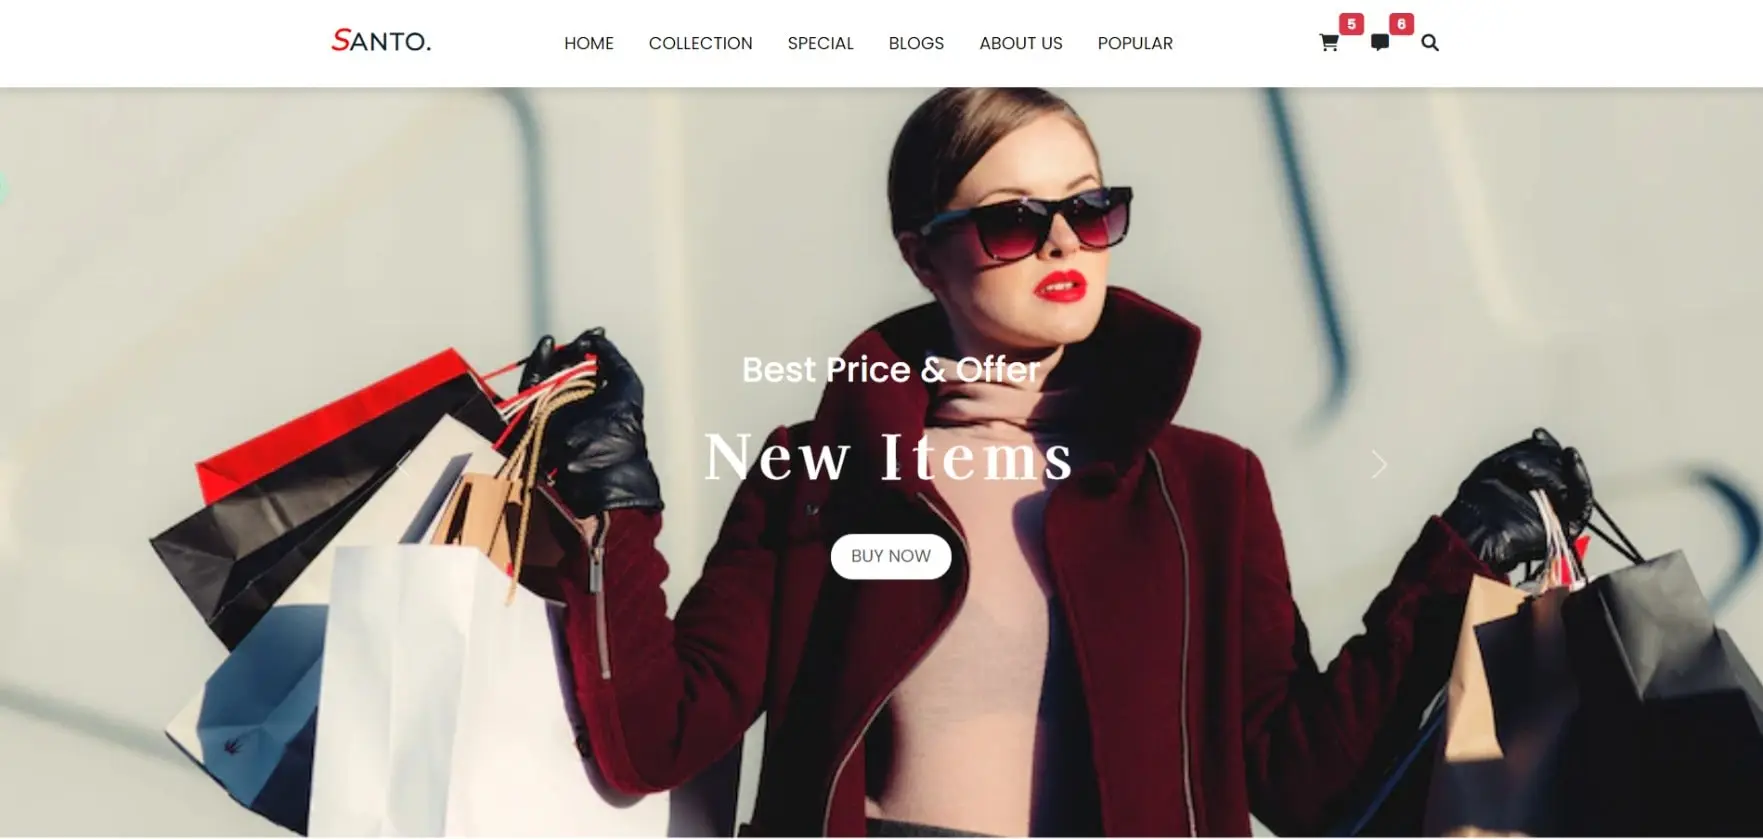 SANTO.
HOME COLLECTION SPECIAL BLOGS ABOUT US POPULAR
5 6
Best Price & Offer
New Items
BUY NOW